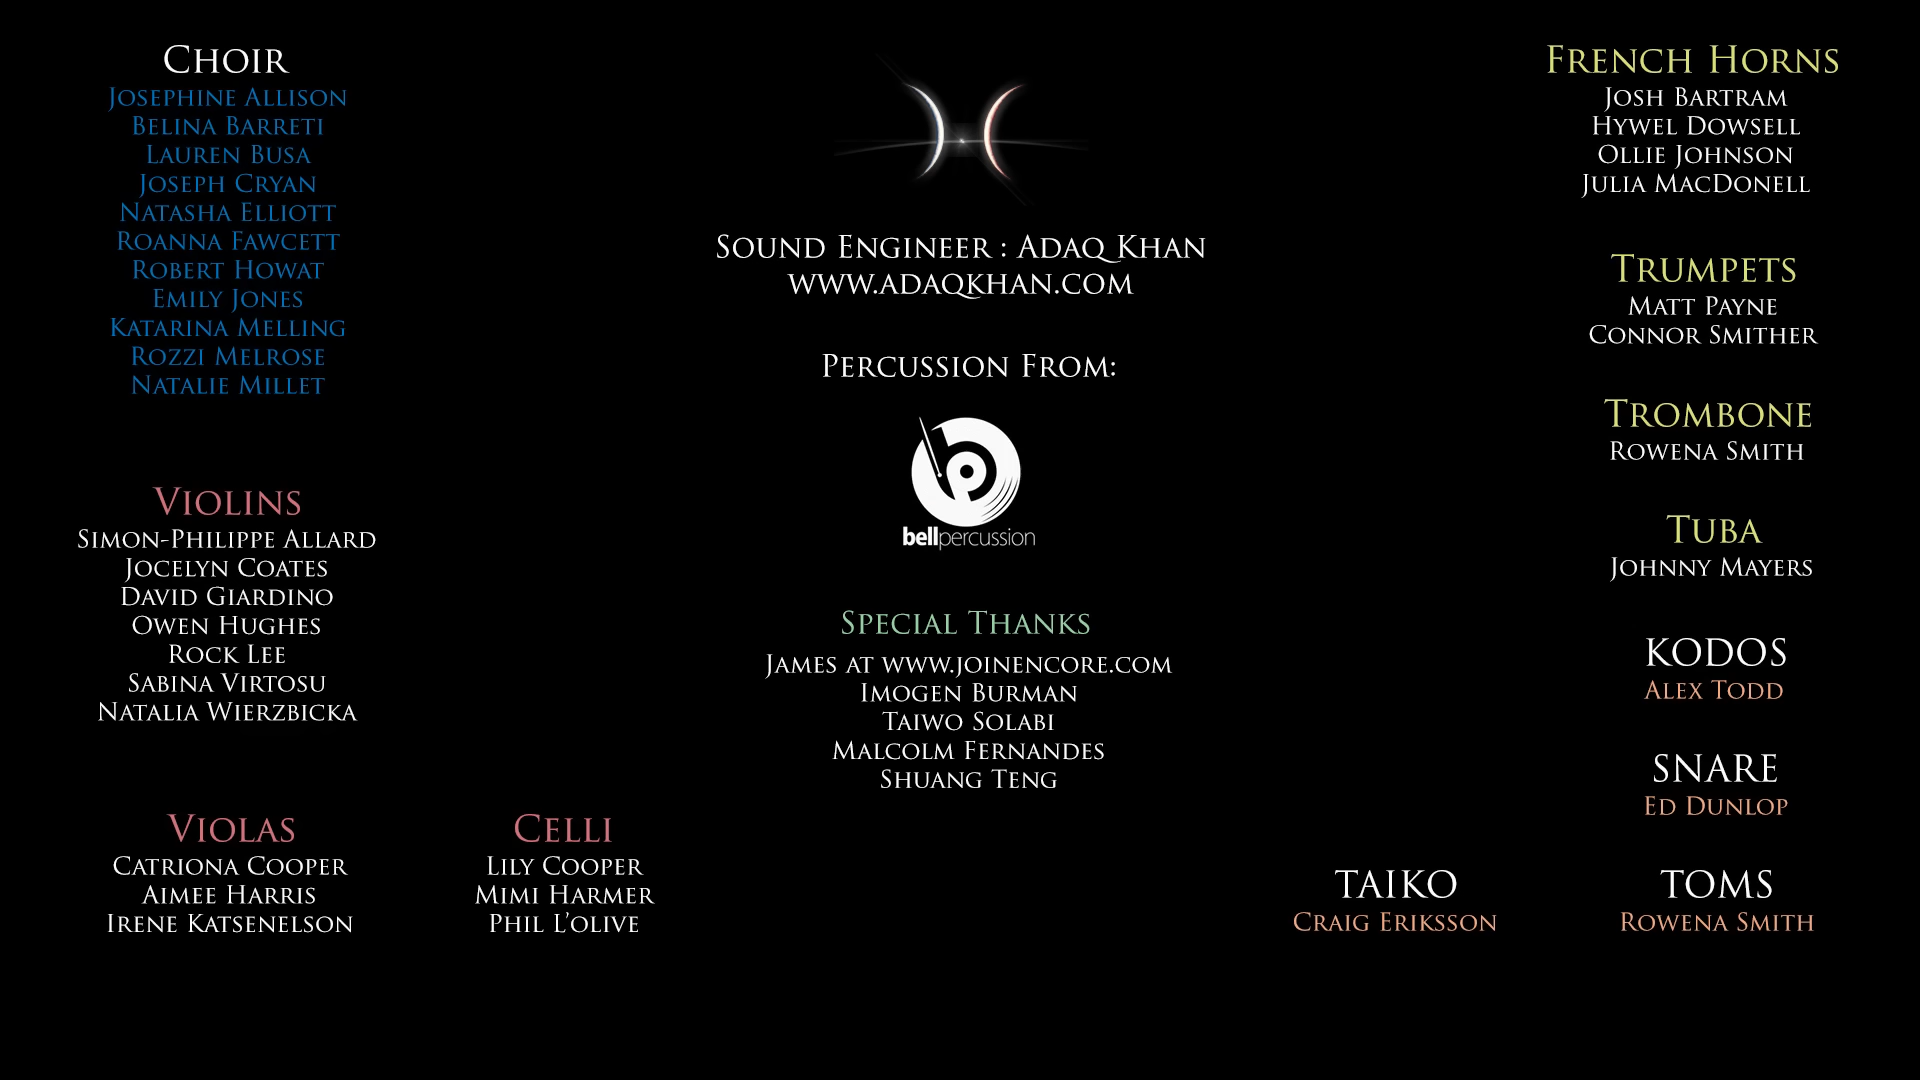 Choir
Josephine Allison
Belina Barreti
Lauren Busa
Joseph Cryan
Natasha Elliott
Roanna Fawcett
Robert Howat
Emily Jones
Katarina Melling
Rozzi Melrose
Natalie Millet
Violins
Simon-Philippe Allard
Jocelyn Coates
David Giardino
Owen Hughes
Rock Lee
Sabina Virtosu
Natalia Wierzbicka
Violas
Catriona Cooper
Aimee Harris
Irene Katsenelson
Celli
Lily Cooper
Mimi Harmer
Phil L’olive
Sound Engineer : Adaq Khan
www.adaqkhan.com
Percussion From:
bellpercussion
Special Thanks
James at www.joinencore.com
Imogen Burman
Taiwo Solabi
Malcolm Fernandes
Shuang Teng
French Horns
Josh Bartram
Hywel Dowsell
Ollie Johnson
Julia MacDonell
Trumpets
Matt Payne
Connor Smither
Trombone
Rowena Smith
Tuba
Johnny Mayers
KODOS
Alex Todd
SNARE
Ed Dunlop
TAIKO
Craig Eriksson
TOMS
Rowena Smith